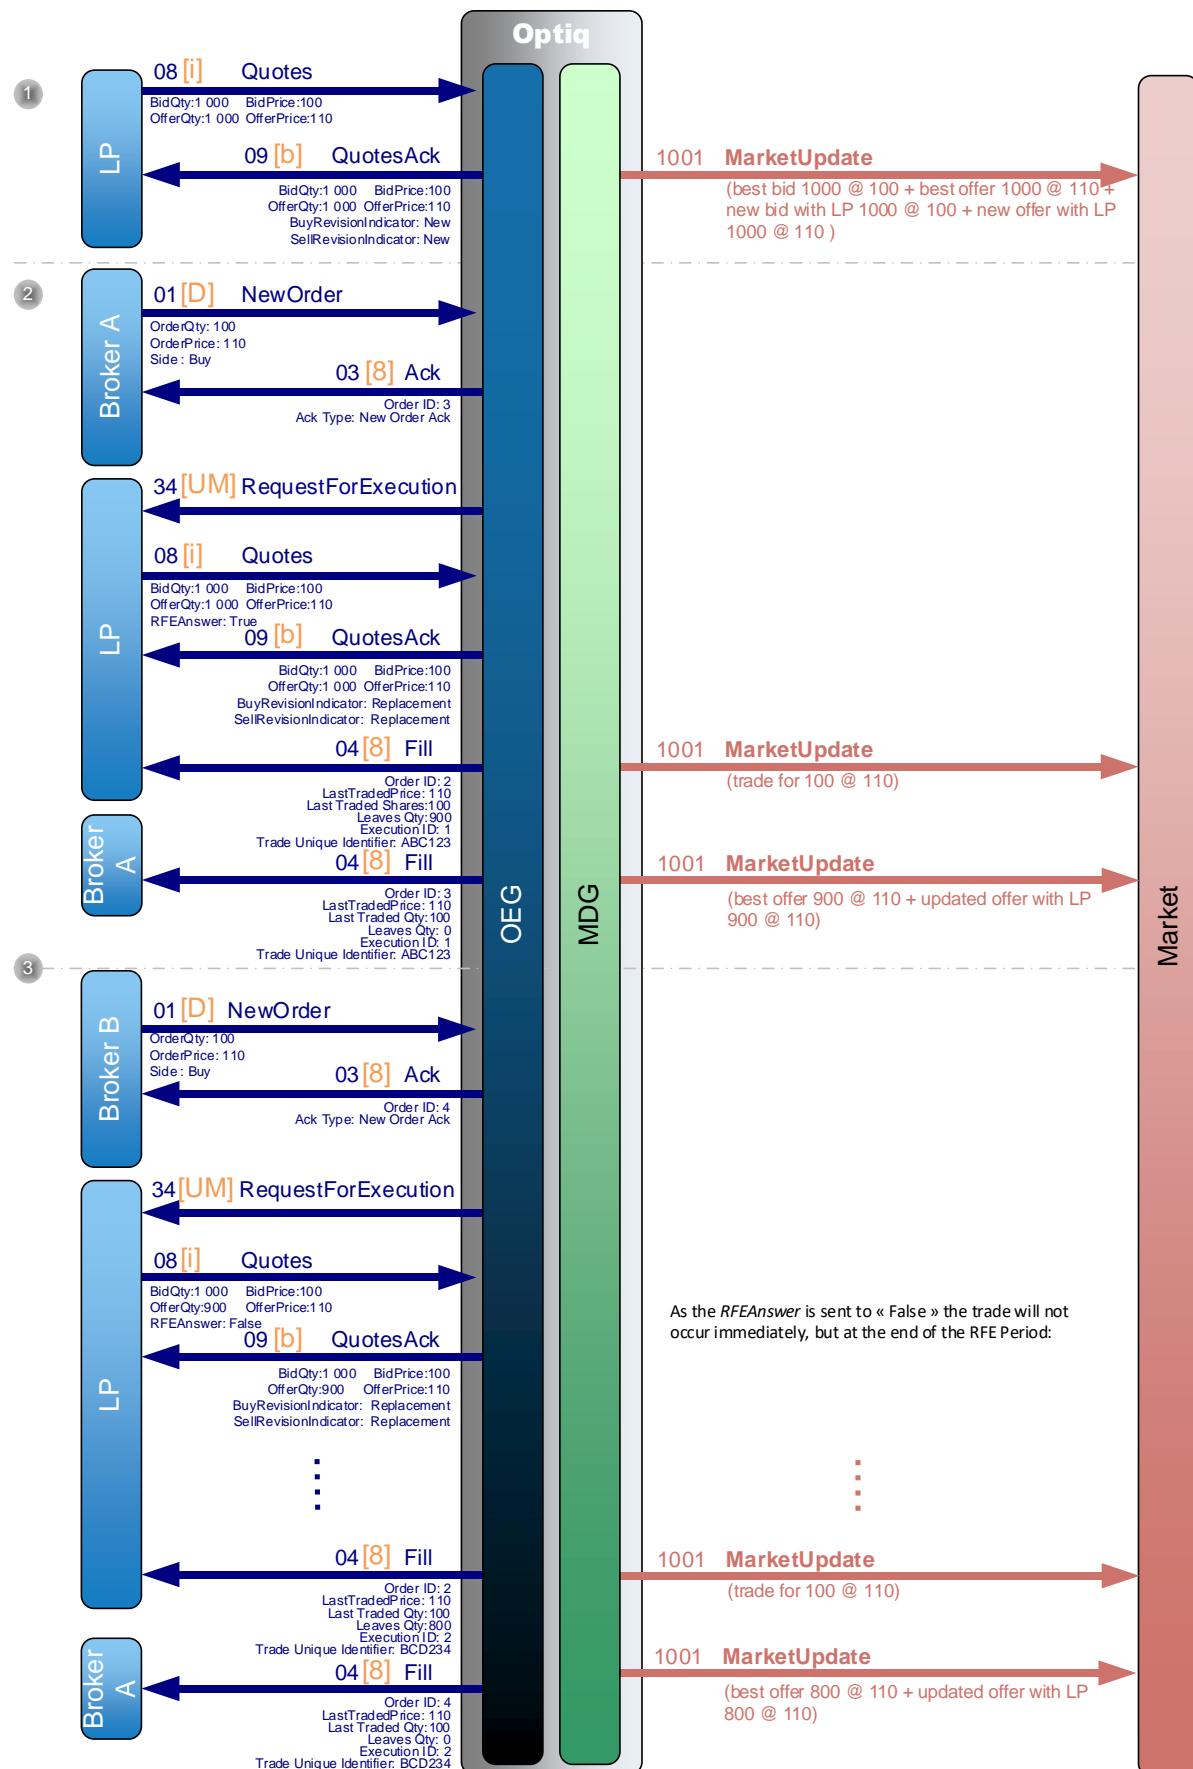 Optiq
1
LP
08 [i] Quotes
BidQty:1 000 BidPrice:100
OfferQty:1 000 OfferPrice:110
09 [b] QuotesAck
BidQty:1 000 BidPrice:100
OfferQty:1 000 OfferPrice:110
BuyRevisionIndicator: New
SellRevisionIndicator: New
1001 MarketUpdate
(best bid 1000 @ 100 + best offer 1000 @ 110 +
new bid with LP 1000 @ 100 + new offer with LP
1000 @ 110 )
2
Broker A
01 [D] NewOrder
OrderQty: 100
OrderPrice: 110
Side : Buy
03 [8] Ack
Order ID: 3
Ack Type: New Order Ack
LP
34 [UM] RequestForExecution
08 [i] Quotes
BidQty:1 000 BidPrice:100
OfferQty:1 000 OfferPrice:110
RFEAnswer: True
09 [b] QuotesAck
BidQty:1 000 BidPrice:100
OfferQty:1 000 OfferPrice:110
BuyRevisionIndicator: Replacement
SellRevisionIndicator: Replacement
04 [8] Fill
Order ID: 2
LastTradedPrice: 110
Last Traded Shares:100
Leaves Qty:900
Execution ID: 1
Trade Unique Identifier: ABC123
1001 MarketUpdate
(trade for 100 @ 110)
Broker
A
04 [8] Fill
Order ID: 3
LastTradedPrice: 110
Last Traded Qty:100
Leaves Qty: 0
Execution ID: 1
Trade Unique Identifier: ABC123
1001 MarketUpdate
(best offer 900 @ 110 + updated offer with LP
900 @ 110)
OEG
MDG
Market
3
Broker B
01 [D] NewOrder
OrderQty: 100
OrderPrice: 110
Side : Buy
03 [8] Ack
Order ID: 4
Ack Type: New Order Ack
LP
34 [UM] RequestForExecution
08 [i] Quotes
BidQty:1 000 BidPrice:100
OfferQty:900 OfferPrice:110
RFEAnswer: False
09 [b] QuotesAck
BidQty:1 000 BidPrice:100
OfferQty:900 OfferPrice:110
BuyRevisionIndicator: Replacement
SellRevisionIndicator: Replacement
As the RFEAnswer is sent to « False » the trade will not
occur immediately, but at the end of the RFE Period:
04 [8] Fill
Order ID: 2
LastTradedPrice: 110
Last Traded Qty:100
Leaves Qty:800
Execution ID: 2
Trade Unique Identifier: BCD234
1001 MarketUpdate
(trade for 100 @ 110)
Broker
A
04 [8] Fill
Order ID: 4
LastTradedPrice: 110
Last Traded Qty:100
Leaves Qty: 0
Execution ID: 2
Trade Unique Identifier: BCD234
1001 MarketUpdate
(best offer 800 @ 110 + updated offer with LP
800 @ 110)